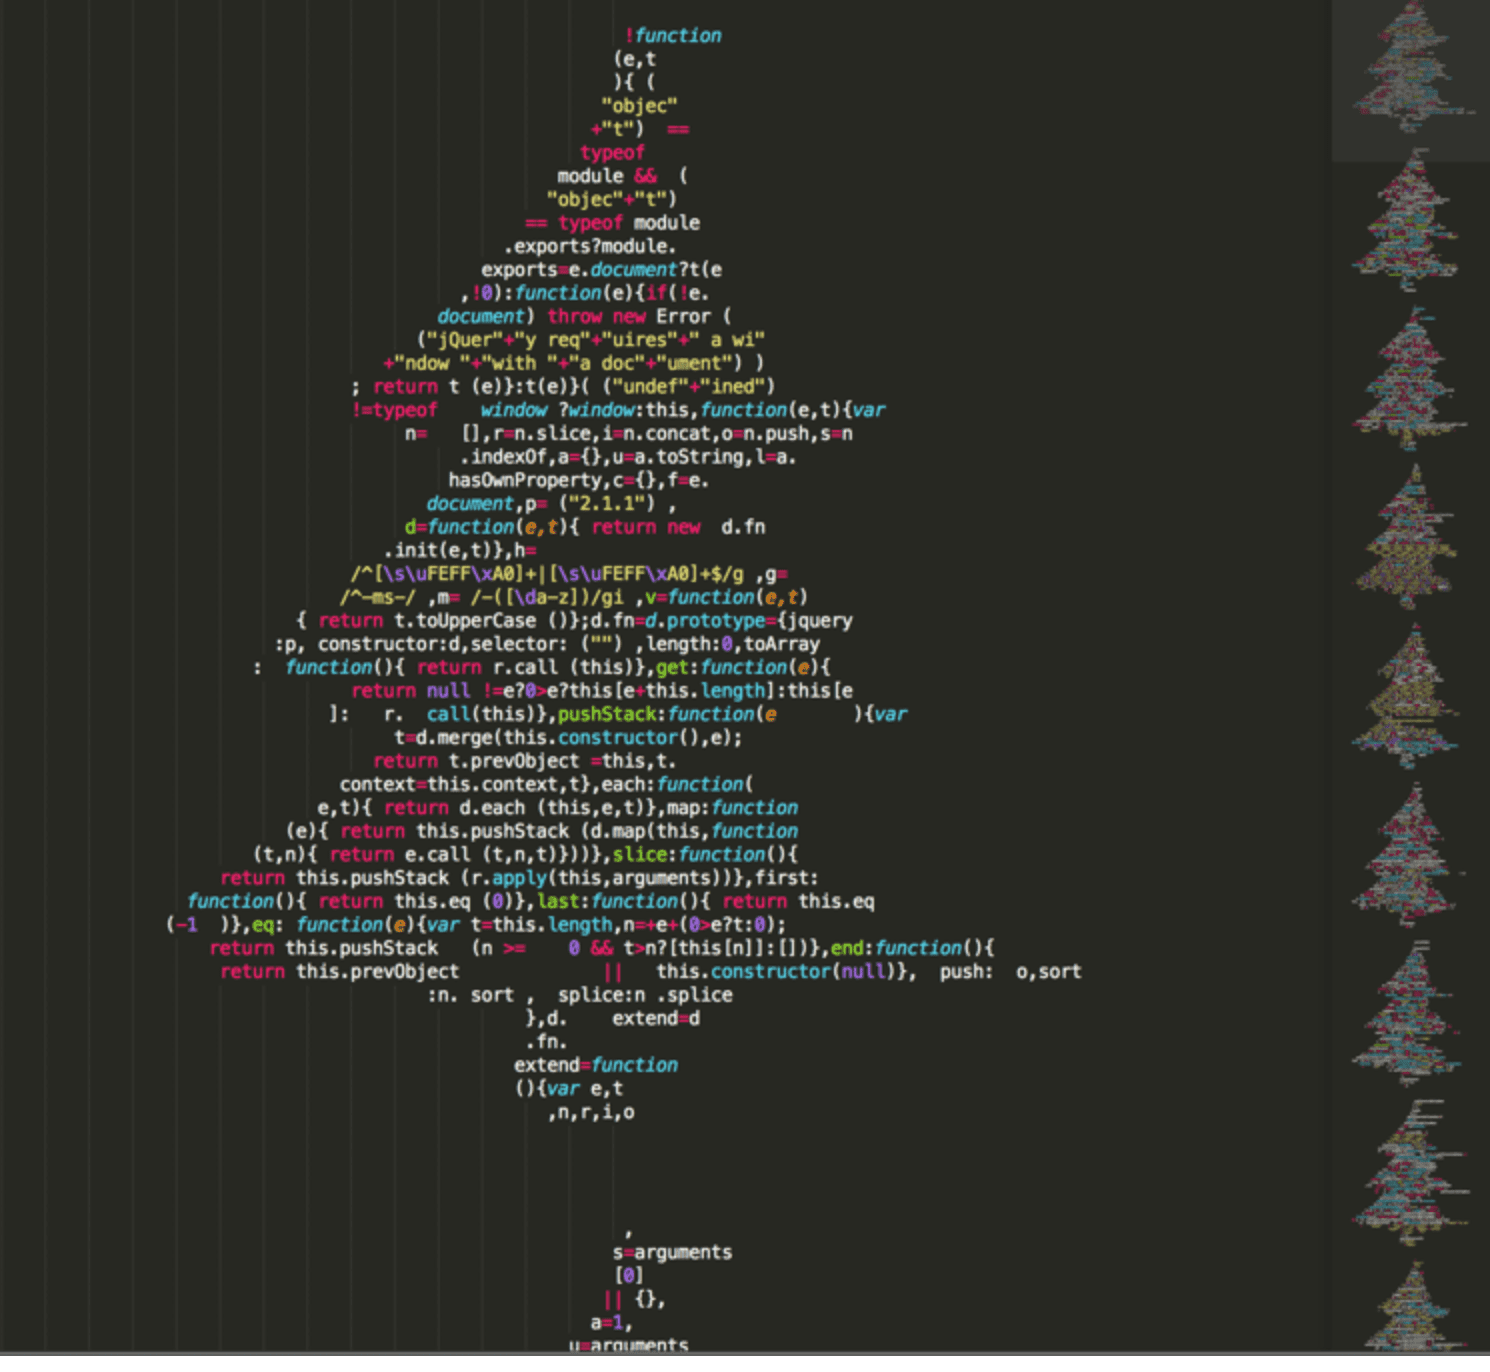 !function
(e,t
){ (
"objec"
+"t")  ==
typeof
module &&  (
"objec"+"t")
== typeof module
.exports?module.
exports=e.document?t(e
,!0):function(e){if(!e.
document) throw new Error (
("jQuer"+"y req"+"uires"+" a wi"
+"ndow "+"with "+"a doc"+"ument") )
; return t (e)}:t(e)}( ("undef"+"ined")
!=typeof    window ?window:this,function(e,t){var
n=   [],r=n.slice,i=n.concat,o=n.push,s=n
.indexOf,a={},u=a.toString,l=a.
hasOwnProperty,c={},f=e.
document,p= ("2.1.1") ,
d=function(e,t){ return new  d.fn
.init(e,t)},h=
/^[\s\uFEFF\xA0]+|[\s\uFEFF\xA0]+$/g ,g=
/^-ms-/ ,m= /-([\da-z])/gi ,v=function(e,t)
{ return t.toUpperCase ()};d.fn=d.prototype={jquery
:p, constructor:d,selector: ("") ,length:0,toArray
:  function(){ return r.call (this)},get:function(e){
return null !=e?0>e?this[e+this.length]:this[e
]:   r.  call(this)},pushStack:function(e       ){var
t=d.merge(this.constructor(),e);
return t.prevObject =this,t.
context=this.context,t},each:function(
e,t){ return d.each (this,e,t)},map:function
(e){ return this.pushStack (d.map(this,function
(t,n){ return e.call (t,n,t)}))},slice:function(){
return this.pushStack (r.apply(this,arguments))},first:
function(){ return this.eq (0)},last:function(){ return this.eq
(-1  )},eq: function(e){var t=this.length,n=+e+(0>e?t:0);
return this.pushStack   (n >=    0 && t>n?[this[n]]:[])},end:function(){
return this.prevObject             ||   this.constructor(null)},  push:  o,sort
:n. sort ,  splice:n .splice
},d.    extend=d
.fn.
extend=function
(){var e,t
,n,r,i,o
,
s=arguments
[0]
|| {},
a=1,
u=arguments